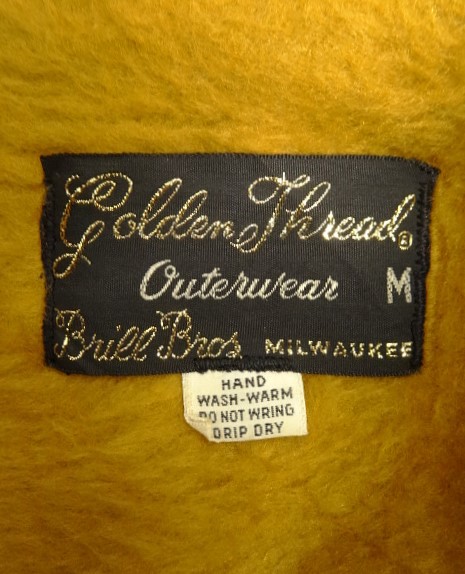 Golden Thread®
Outerwear M
Brill Bros MILWAUKEE
HAND
WASH-WARM
DO NOT WRING
DRIP DRY